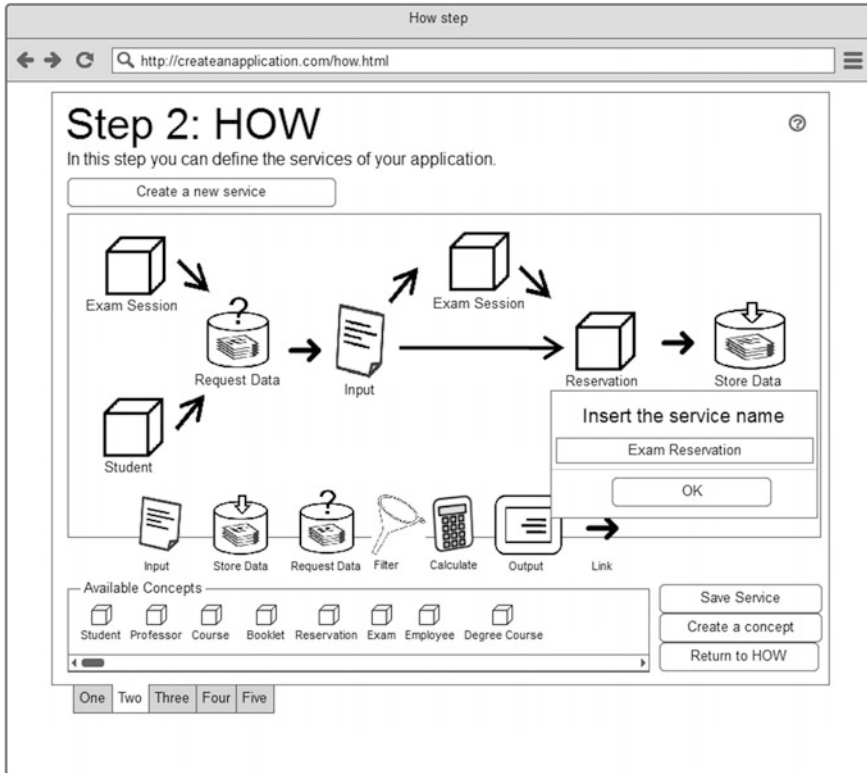 How step
http://createanapplication.com/how.html
Step 2: HOW
?
In this step you can define the services of your application.
Create a new service
Exam Session
Exam Session
?
Request Data
Input
Reservation
Store Data
Student
Insert the service name
Exam Reservation
OK
?
Input
Store Data
Request Data
Filter
Calculate
Output
Link
Available Concepts
Student Professor Course Booklet Reservation Exam Employee Degree Course
Save Service
Create a concept
Return to HOW
One Two Three Four Five